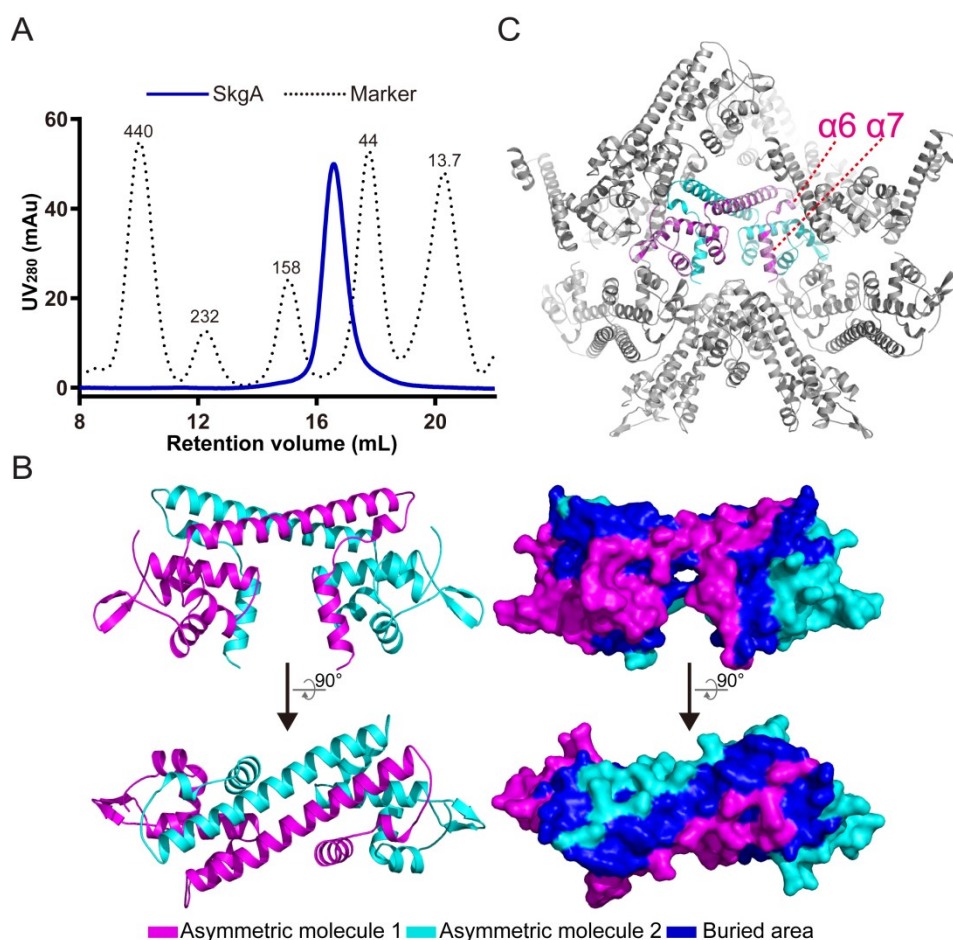 A
SkgA Marker
UV280 (mAu)
60
40
20
0
440
232
158
44
13.7
8 12 16 20
Retention volume (mL)
C
α6 α7
B
90°
90°
Asymmetric molecule 1 Asymmetric molecule 2 Buried area